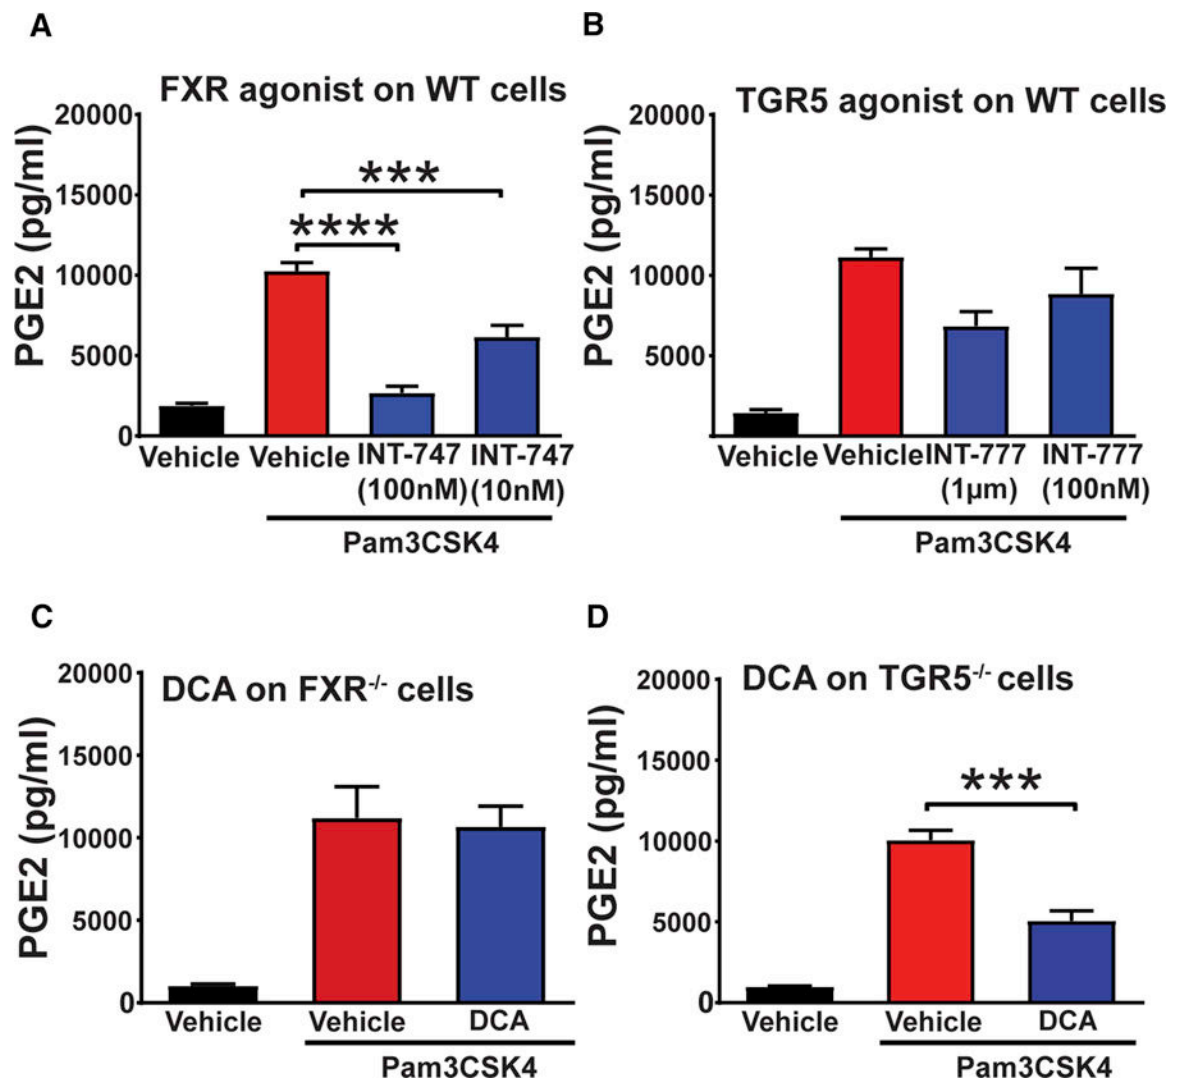 A
FXR agonist on WT cells
PGE2 (pg/ml)
20000
15000
10000
5000
0
***
****
Vehicle Vehicle INT-747 INT-747
(100nM) (10nM)
Pam3CSK4
B
TGR5 agonist on WT cells
PGE2 (pg/ml)
20000
15000
10000
5000
Vehicle Vehicle INT-777 INT-777
(1μm) (100nM)
Pam3CSK4
C
DCA on FXR-/- cells
PGE2 (pg/ml)
20000
15000
10000
5000
0
Vehicle Vehicle DCA
Pam3CSK4
D
DCA on TGR5-/- cells
PGE2 (pg/ml)
20000
15000
10000
5000
0
***
Vehicle Vehicle DCA
Pam3CSK4